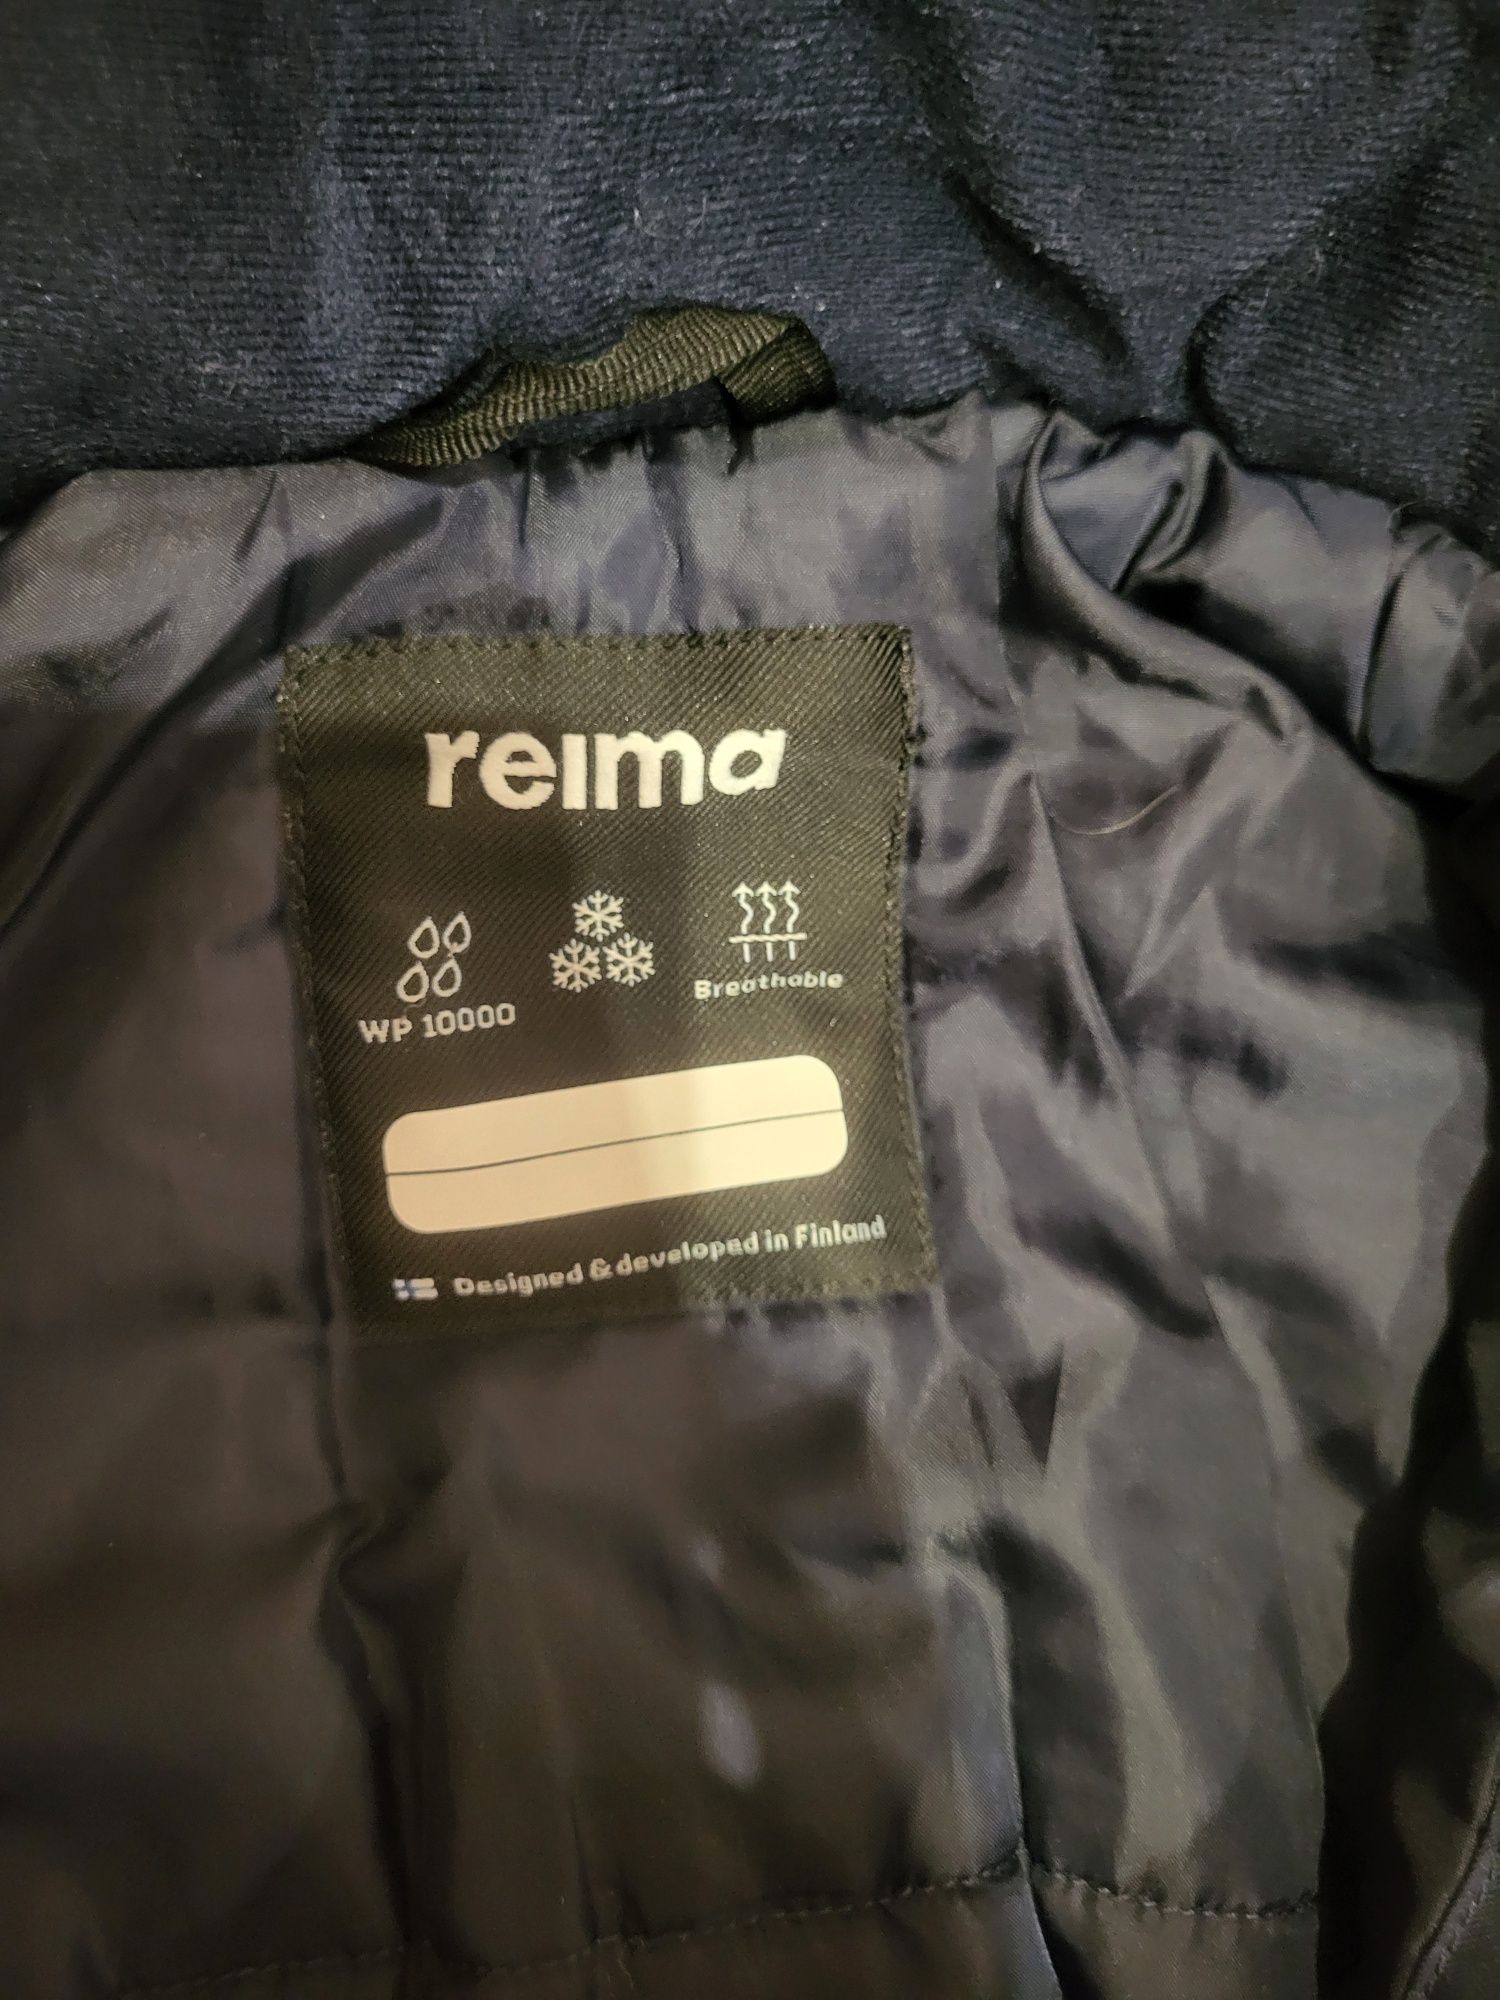 reima
WP 10000
Breathable
Designed & developed in Finland